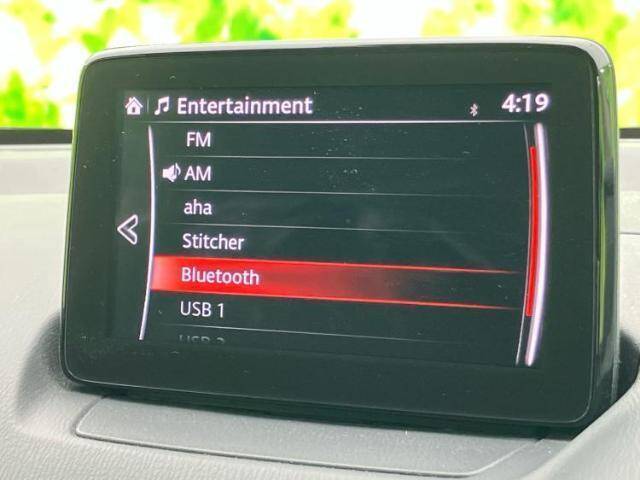 Entertainment 4:19
FM
AM
aha
Stitcher
Bluetooth
USB 1